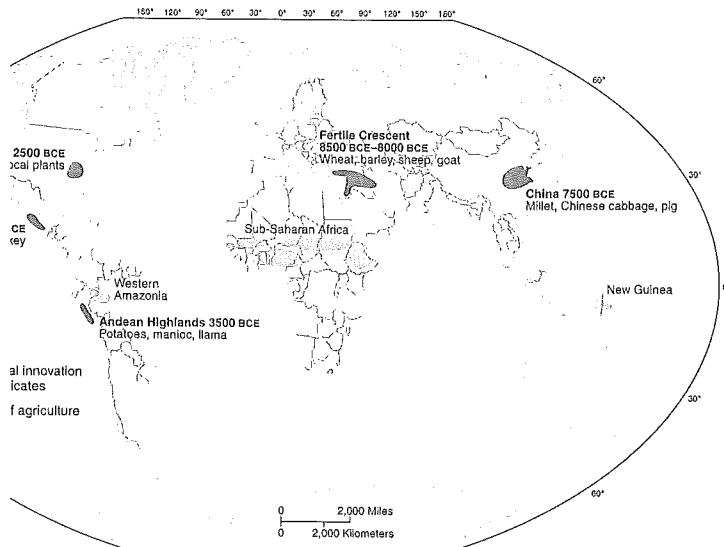 150° 120° 90° 60° 30° 0° 30° 60° 90° 120° 150° 180°
60°
Fertile Crescent
8500 BCE–8000 BCE
Wheat, barley, sheep, goat
2500 BCE
ocal plants
30°
China 7500 BCE
Millet, Chinese cabbage, pig
CE
key
Sub-Saharan Africa
Western
Amazonia
New Guinea
0
Andean Highlands 3500 BCE
Potatoes, manioc, llama
al innovation
icates
f agriculture
30°
60°
0 2,000 Miles
0 2,000 Kilometers